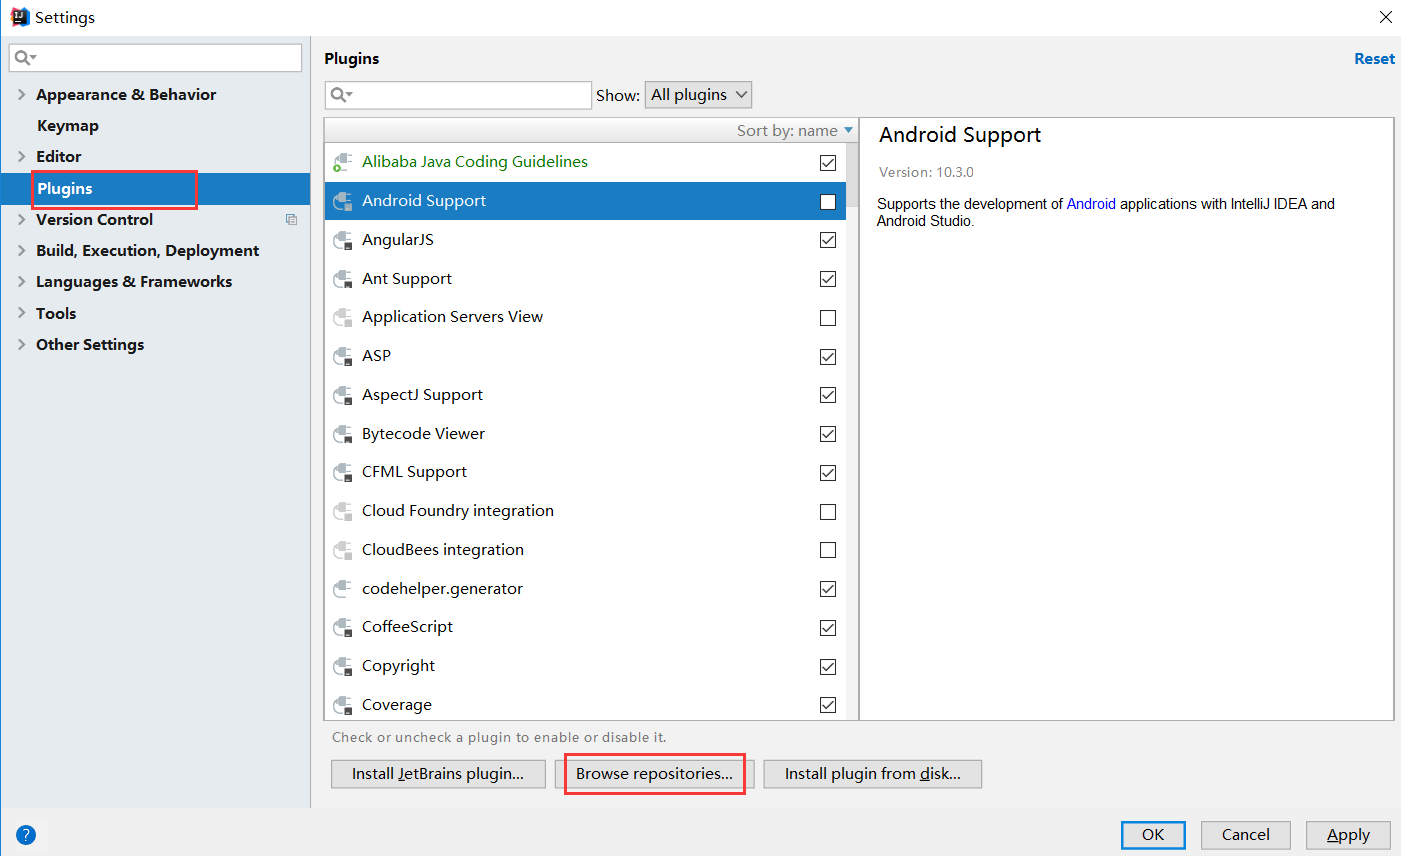 Settings
Appearance & Behavior
Keymap
Editor
Plugins
Version Control
Build, Execution, Deployment
Languages & Frameworks
Tools
Other Settings
Plugins
Reset
Show: All plugins
Sort by: name
Alibaba Java Coding Guidelines
Android Support
AngularJS
Ant Support
Application Servers View
ASP
AspectJ Support
Bytecode Viewer
CFML Support
Cloud Foundry integration
CloudBees integration
codehelper.generator
CoffeeScript
Copyright
Coverage
Android Support
Version: 10.3.0
Supports the development of Android applications with IntelliJ IDEA and
Android Studio.
Check or uncheck a plugin to enable or disable it.
Install JetBrains plugin... Browse repositories... Install plugin from disk...
? OK Cancel Apply